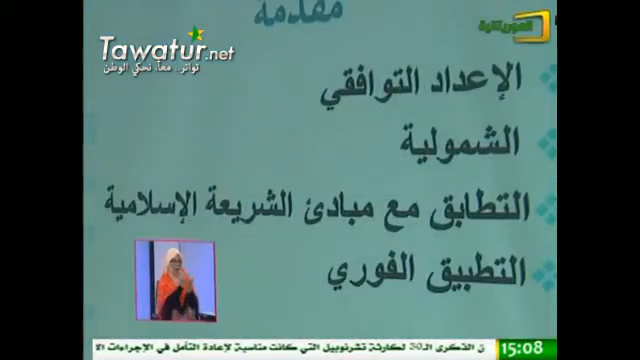 مقدمة
الموريتانية
Tawatur.net
تواتر.. معاً، نحكي الوطن
الإعداد التوافقي
الشمولية
التطابق مع مبادئ الشريعة الإسلامية
التطبيق الفوري
ن الذكرى الـ30 لكارثة تشرنوبيل التي كانت مناسبة لإعادة التأمل في الإجراءات الا
15:08